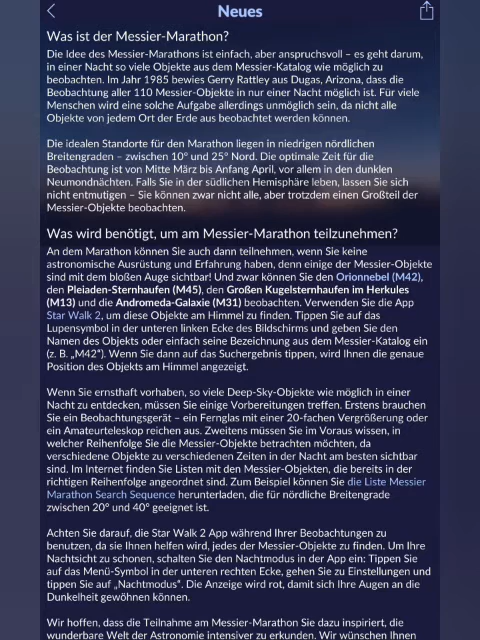 Neues
Was ist der Messier-Marathon?
Die Idee des Messier-Marathons ist einfach, aber anspruchsvoll – es geht darum,
in einer Nacht so viele Objekte aus dem Messier-Katalog wie möglich zu
beobachten. Im Jahr 1985 bewies Gerry Rattley aus Dugas, Arizona, dass die
Beobachtung aller 110 Messier-Objekte in nur einer Nacht möglich ist. Für viele
Menschen wird eine solche Aufgabe allerdings unmöglich sein, da nicht alle
Objekte von jedem Ort der Erde aus beobachtet werden können.
Die idealen Standorte für den Marathon liegen in niedrigen nördlichen
Breitengraden – zwischen 10° und 25° Nord. Die optimale Zeit für die
Beobachtung ist von Mitte März bis Anfang April, vor allem in den dunklen
Neumondnächten. Falls Sie in der südlichen Hemisphäre leben, lassen Sie sich
nicht entmutigen – Sie können zwar nicht alle, aber trotzdem einen Großteil der
Messier-Objekte beobachten.
Was wird benötigt, um am Messier-Marathon teilzunehmen?
An dem Marathon können Sie auch dann teilnehmen, wenn Sie keine
astronomische Ausrüstung und Erfahrung haben, denn einige der Messier-Objekte
sind mit dem bloßen Auge sichtbar! Und zwar können Sie den Orionnebel (M42),
den Pleiaden-Sternhaufen (M45), den Großen Kugelsternhaufen im Herkules
(M13) und die Andromeda-Galaxie (M31) beobachten. Verwenden Sie die App
Star Walk 2, um diese Objekte am Himmel zu finden. Tippen Sie auf das
Lupensymbol in der unteren linken Ecke des Bildschirms und geben Sie den
Namen des Objekts oder einfach seine Bezeichnung aus dem Messier-Katalog ein
(z. B. „M42"). Wenn Sie dann auf das Suchergebnis tippen, wird Ihnen die genaue
Position des Objekts am Himmel angezeigt.
Wenn Sie ernsthaft vorhaben, so viele Deep-Sky-Objekte wie möglich in einer
Nacht zu entdecken, müssen Sie einige Vorbereitungen treffen. Erstens brauchen
Sie ein Beobachtungsgerät – ein Fernglas mit einer 20-fachen Vergrößerung oder
ein Amateurteleskop reichen aus. Zweitens müssen Sie im Voraus wissen, in
welcher Reihenfolge Sie die Messier-Objekte betrachten möchten, da
verschiedene Objekte zu verschiedenen Zeiten in der Nacht am besten sichtbar
sind. Im Internet finden Sie Listen mit den Messier-Objekten, die bereits in der
richtigen Reihenfolge angeordnet sind. Zum Beispiel können Sie die Liste Messier
Marathon Search Sequence herunterladen, die für nördliche Breitengrade
zwischen 20° und 40° geeignet ist.
Achten Sie darauf, die Star Walk 2 App während Ihrer Beobachtungen zu
benutzen, da sie Ihnen helfen wird, jedes der Messier-Objekte zu finden. Um Ihre
Nachtsicht zu schonen, schalten Sie den Nachtmodus in der App ein: Tippen Sie
auf das Menü-Symbol in der unteren rechten Ecke, gehen Sie zu Einstellungen und
tippen Sie auf „Nachtmodus". Die Anzeige wird rot, damit sich Ihre Augen an die
Dunkelheit gewöhnen können.
Wir hoffen, dass die Teilnahme am Messier-Marathon Sie dazu inspiriert, die
wunderbare Welt der Astronomie intensiver zu erkunden. Wir wünschen Ihnen